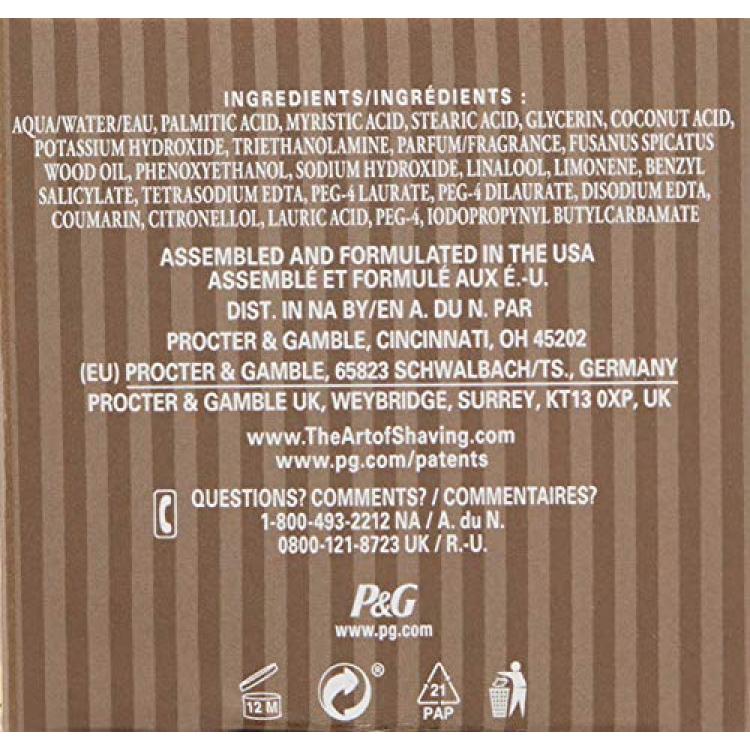 INGREDIENTS/INGRÉDIENTS :
AQUA/WATER/EAU, PALMITIC ACID, MYRISTIC ACID, STEARIC ACID, GLYCERIN, COCONUT ACID,
POTASSIUM HYDROXIDE, TRIETHANOLAMINE, PARFUM/FRAGRANCE, FUSANUS SPICATUS
WOOD OIL, PHENOXYETHANOL, SODIUM HYDROXIDE, LINALOOL, LIMONENE, BENZYL
SALICYLATE, TETRASODIUM EDTA, PEG-4 LAURATE, PEG-4 DILAURATE, DISODIUM EDTA,
COUMARIN, CITRONELLOL, LAURIC ACID, PEG-4, IODOPROPYNYL BUTYLCARBAMATE
ASSEMBLED AND FORMULATED IN THE USA
ASSEMBLÉ ET FORMULÉ AUX É.-U.
DIST. IN NA BY/EN A. DU N. PAR
PROCTER & GAMBLE, CINCINNATI, OH 45202
(EU) PROCTER & GAMBLE, 65823 SCHWALBACH/TS., GERMANY
PROCTER & GAMBLE UK, WEYBRIDGE, SURREY, KT13 0XP, UK
www.TheArtofShaving.com
www.pg.com/patents
QUESTIONS? COMMENTS? / COMMENTAIRES?
1-800-493-2212 NA / A. du N.
0800-121-8723 UK / R.-U.
P&G
www.pg.com
12 M
®
21
PAP